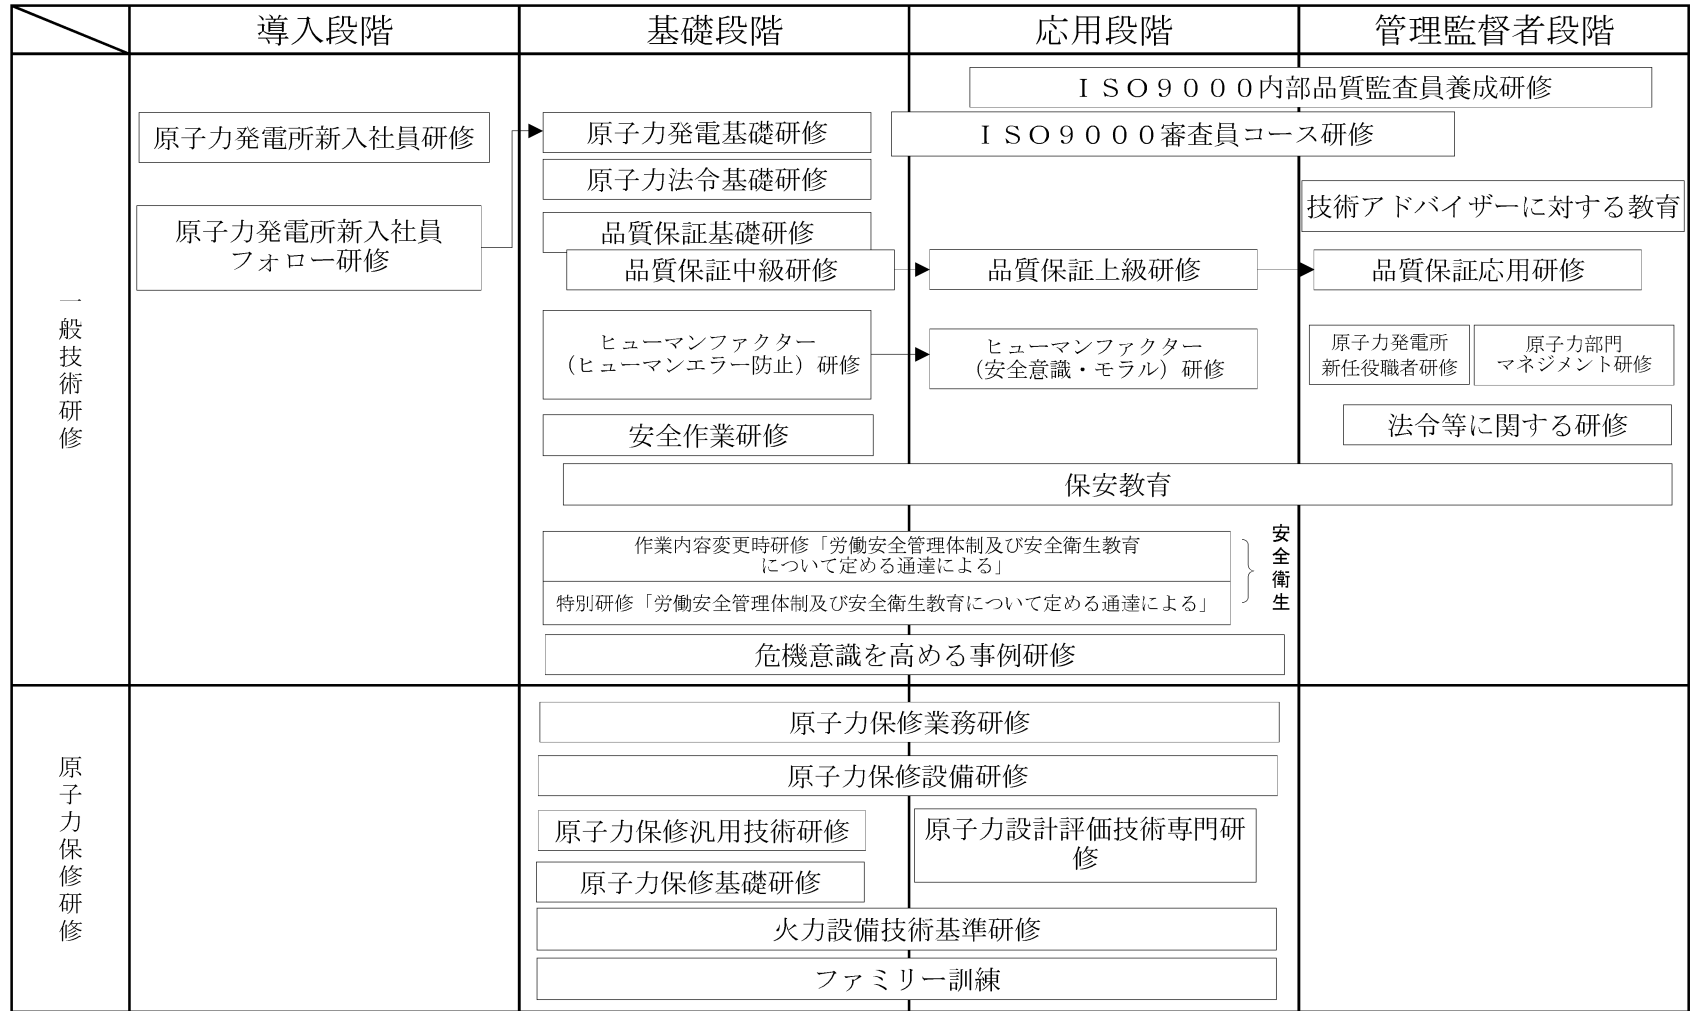 導入段階
基礎段階
応用段階
管理監督者段階
一般技術研修
ＩＳＯ９０００内部品質監査員養成研修
原子力発電所新入社員研修
原子力発電基礎研修
ＩＳＯ９０００審査員コース研修
原子力法令基礎研修
技術アドバイザーに対する教育
原子力発電所新入社員
フォロー研修
品質保証基礎研修
品質保証中級研修
品質保証上級研修
品質保証応用研修
ヒューマンファクター
（ヒューマンエラー防止）研修
ヒューマンファクター
（安全意識・モラル）研修
原子力発電所
新任役職者研修
原子力部門
マネジメント研修
安全作業研修
法令等に関する研修
保安教育
作業内容変更時研修「労働安全管理体制及び安全衛生教育
について定める通達による」
特別研修「労働安全管理体制及び安全衛生教育について定める通達による」
安全衛生
危機意識を高める事例研修
原子力保修研修
原子力保修業務研修
原子力保修設備研修
原子力保修汎用技術研修
原子力設計評価技術専門研
修
原子力保修基礎研修
火力設備技術基準研修
ファミリー訓練